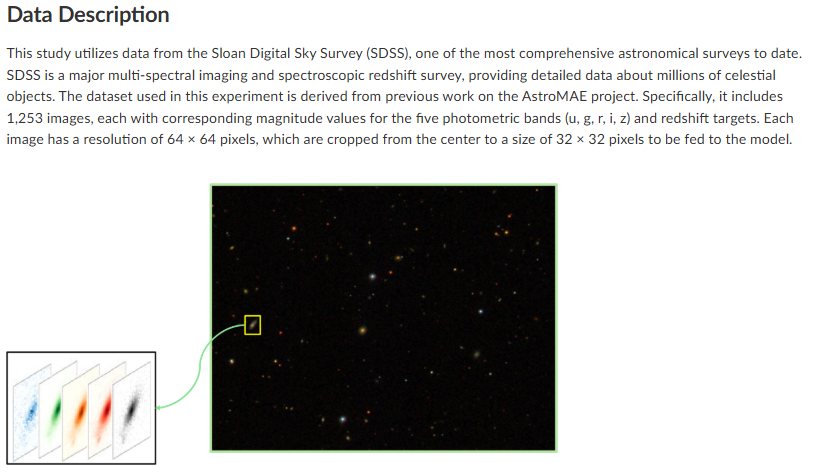 Data Description
This study utilizes data from the Sloan Digital Sky Survey (SDSS), one of the most comprehensive astronomical surveys to date.
SDSS is a major multi-spectral imaging and spectroscopic redshift survey, providing detailed data about millions of celestial
objects. The dataset used in this experiment is derived from previous work on the AstroMAE project. Specifically, it includes
1,253 images, each with corresponding magnitude values for the five photometric bands (u, g, r, i, z) and redshift targets. Each
image has a resolution of 64 × 64 pixels, which are cropped from the center to a size of 32 × 32 pixels to be fed to the model.